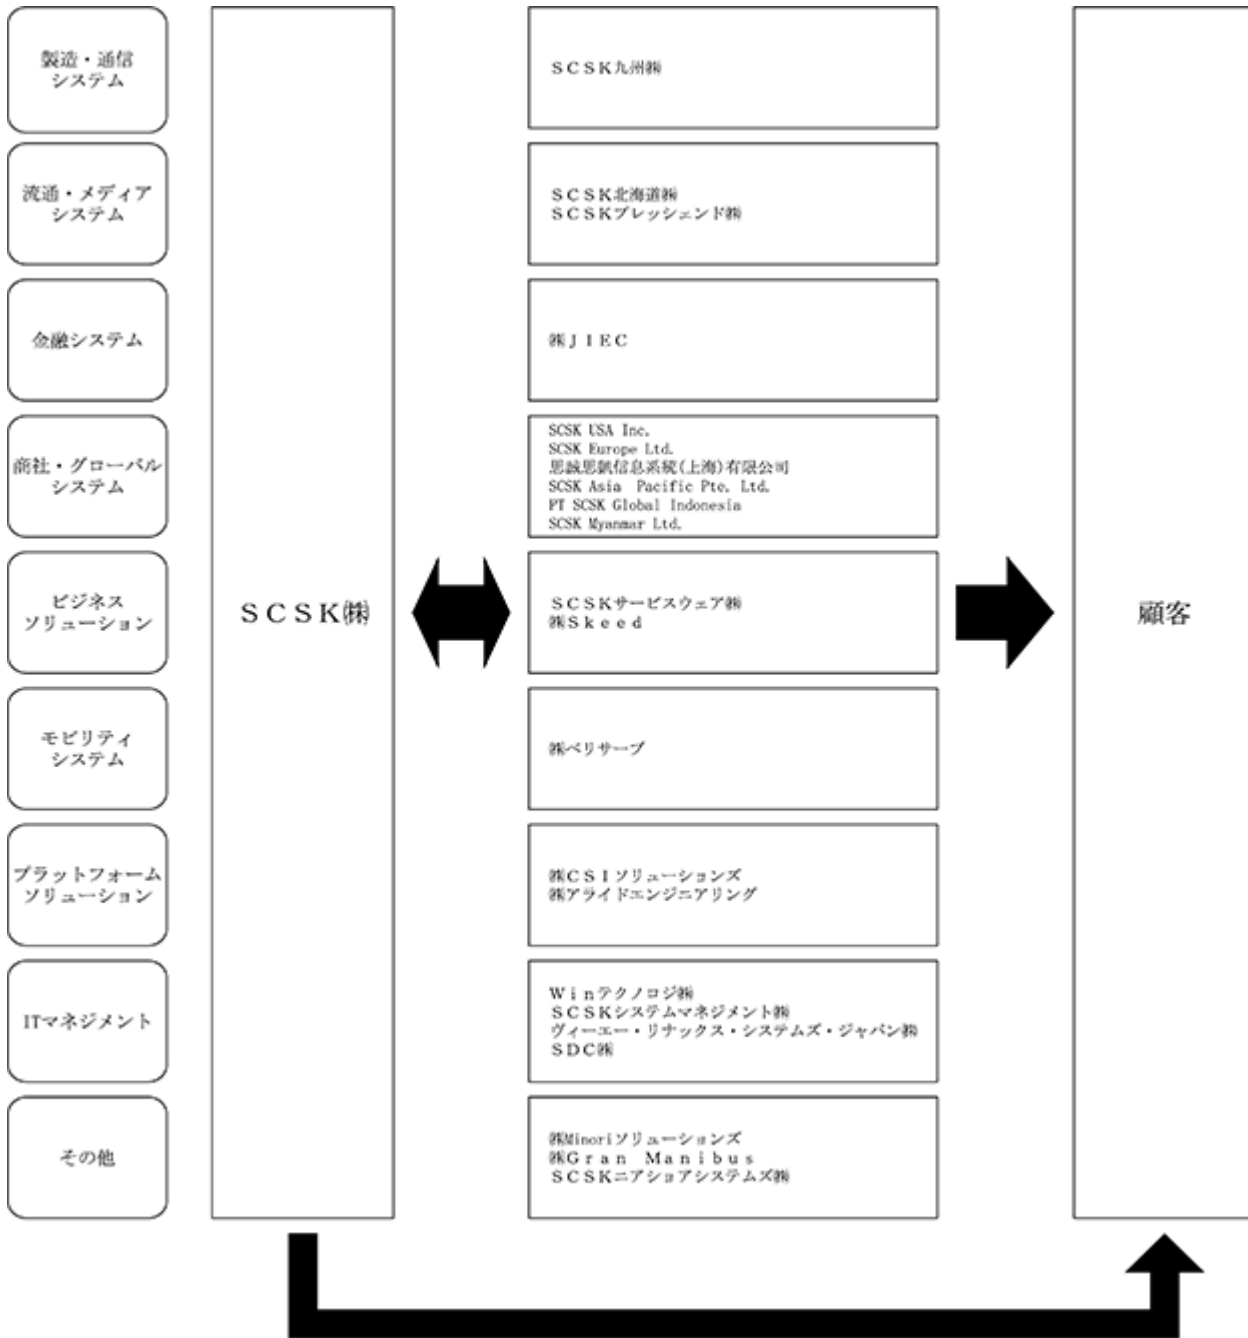 製造・通信
システム
ＳＣＳＫ九州㈱
流通・メディア
システム
ＳＣＳＫ北海道㈱
ＳＣＳＫプレッシェンド㈱
金融システム
㈱ＪＩＥＣ
商社・グローバル
システム
SCSK USA Inc.
SCSK Europe Ltd.
思誠思凱信息系統(上海)有限公司
SCSK Asia　Pacific Pte. Ltd.
PT SCSK Global Indonesia
SCSK Myanmar Ltd.
ビジネス
ソリューション
ＳＣＳＫ㈱
ＳＣＳＫサービスウェア㈱
㈱Ｓｋｅｅｄ
顧客
モビリティ
システム
㈱ベリサーブ
プラットフォーム
ソリューション
㈱ＣＳＩソリューションズ
㈱アライドエンジニアリング
ITマネジメント
Ｗｉｎテクノロジ㈱
ＳＣＳＫシステムマネジメント㈱
ヴィーエー・リナックス・システムズ・ジャパン㈱
ＳＤＣ㈱
その他
㈱Minoriソリューションズ
㈱Ｇｒａｎ　Ｍａｎｉｂｕｓ
ＳＣＳＫニアショアシステムズ㈱